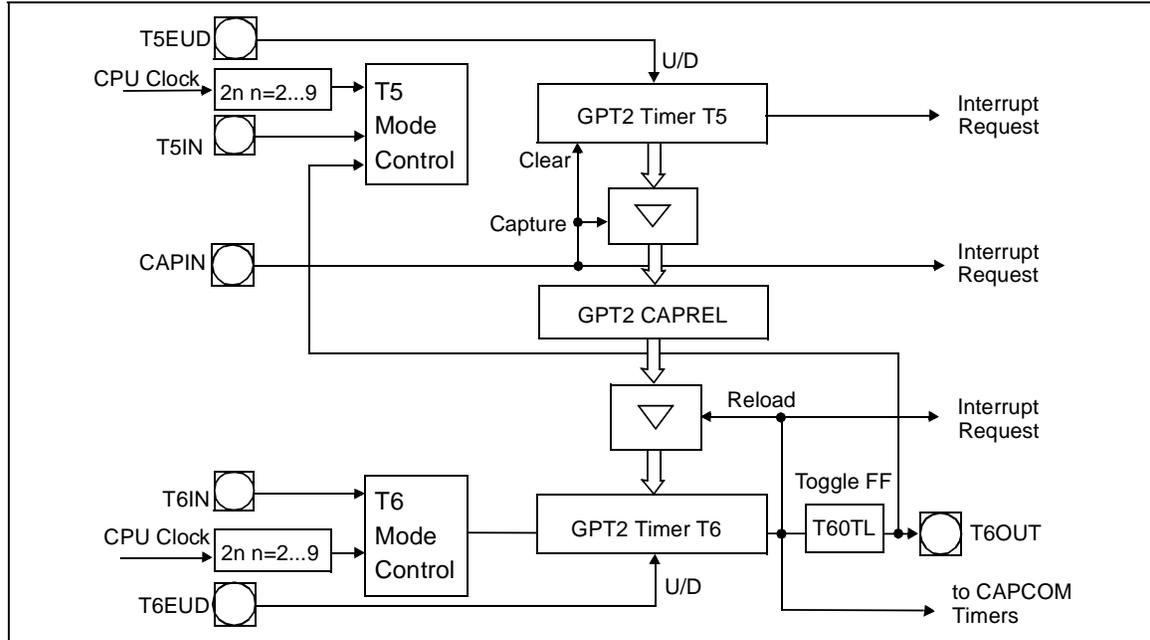 T5EUD
U/D
CPU Clock
2n n=2...9
T5
Mode
Control
GPT2 Timer T5
Interrupt
Request
T5IN
Clear
Capture
CAPIN
Interrupt
Request
GPT2 CAPREL
Reload
Interrupt
Request
T6IN
T6
Mode
Control
Toggle FF
GPT2 Timer T6
T60TL
T6OUT
CPU Clock
2n n=2...9
U/D
T6EUD
to CAPCOM
Timers